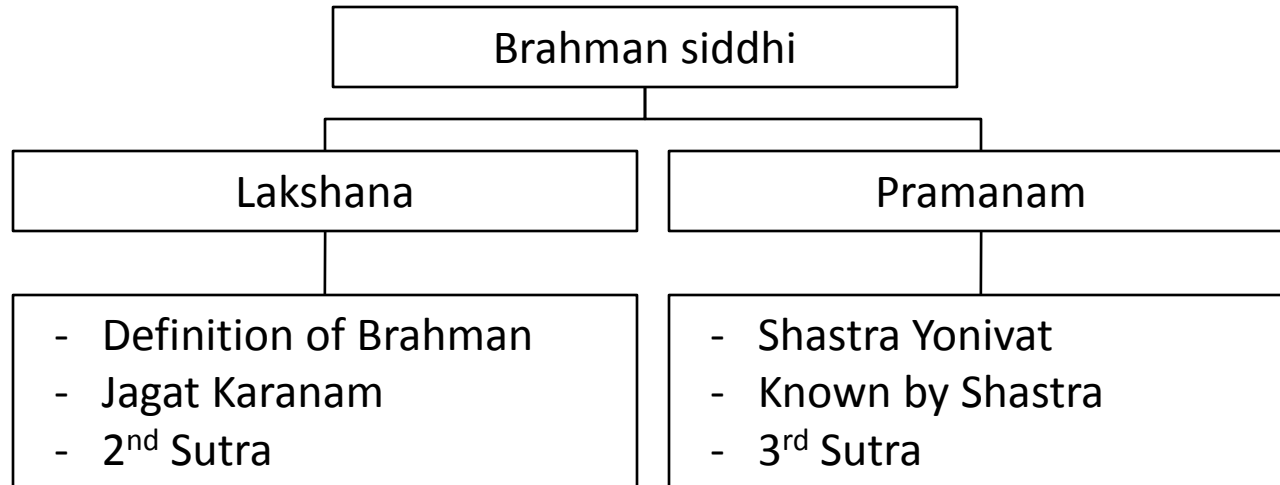 Brahman siddhi
Lakshana
Pramanam
- Definition of Brahman
- Jagat Karanam
- 2nd Sutra
- Shastra Yonivat
- Known by Shastra
- 3rd Sutra